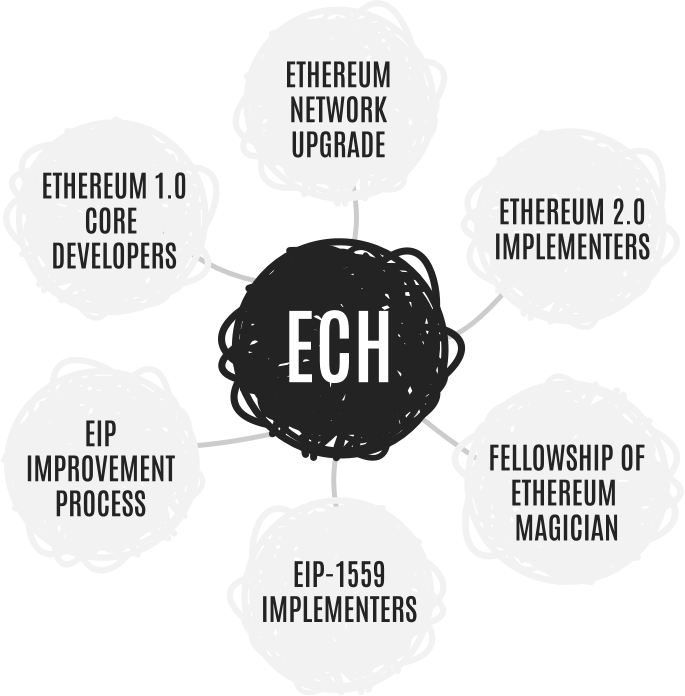 ETHEREUM
NETWORK
UPGRADE
ETHEREUM 1.0
CORE
DEVELOPERS
ETHEREUM 2.0
IMPLEMENTERS
ECH
EIP
IMPROVEMENT
PROCESS
FELLOWSHIP OF
ETHEREUM
MAGICIAN
EIP-1559
IMPLEMENTERS